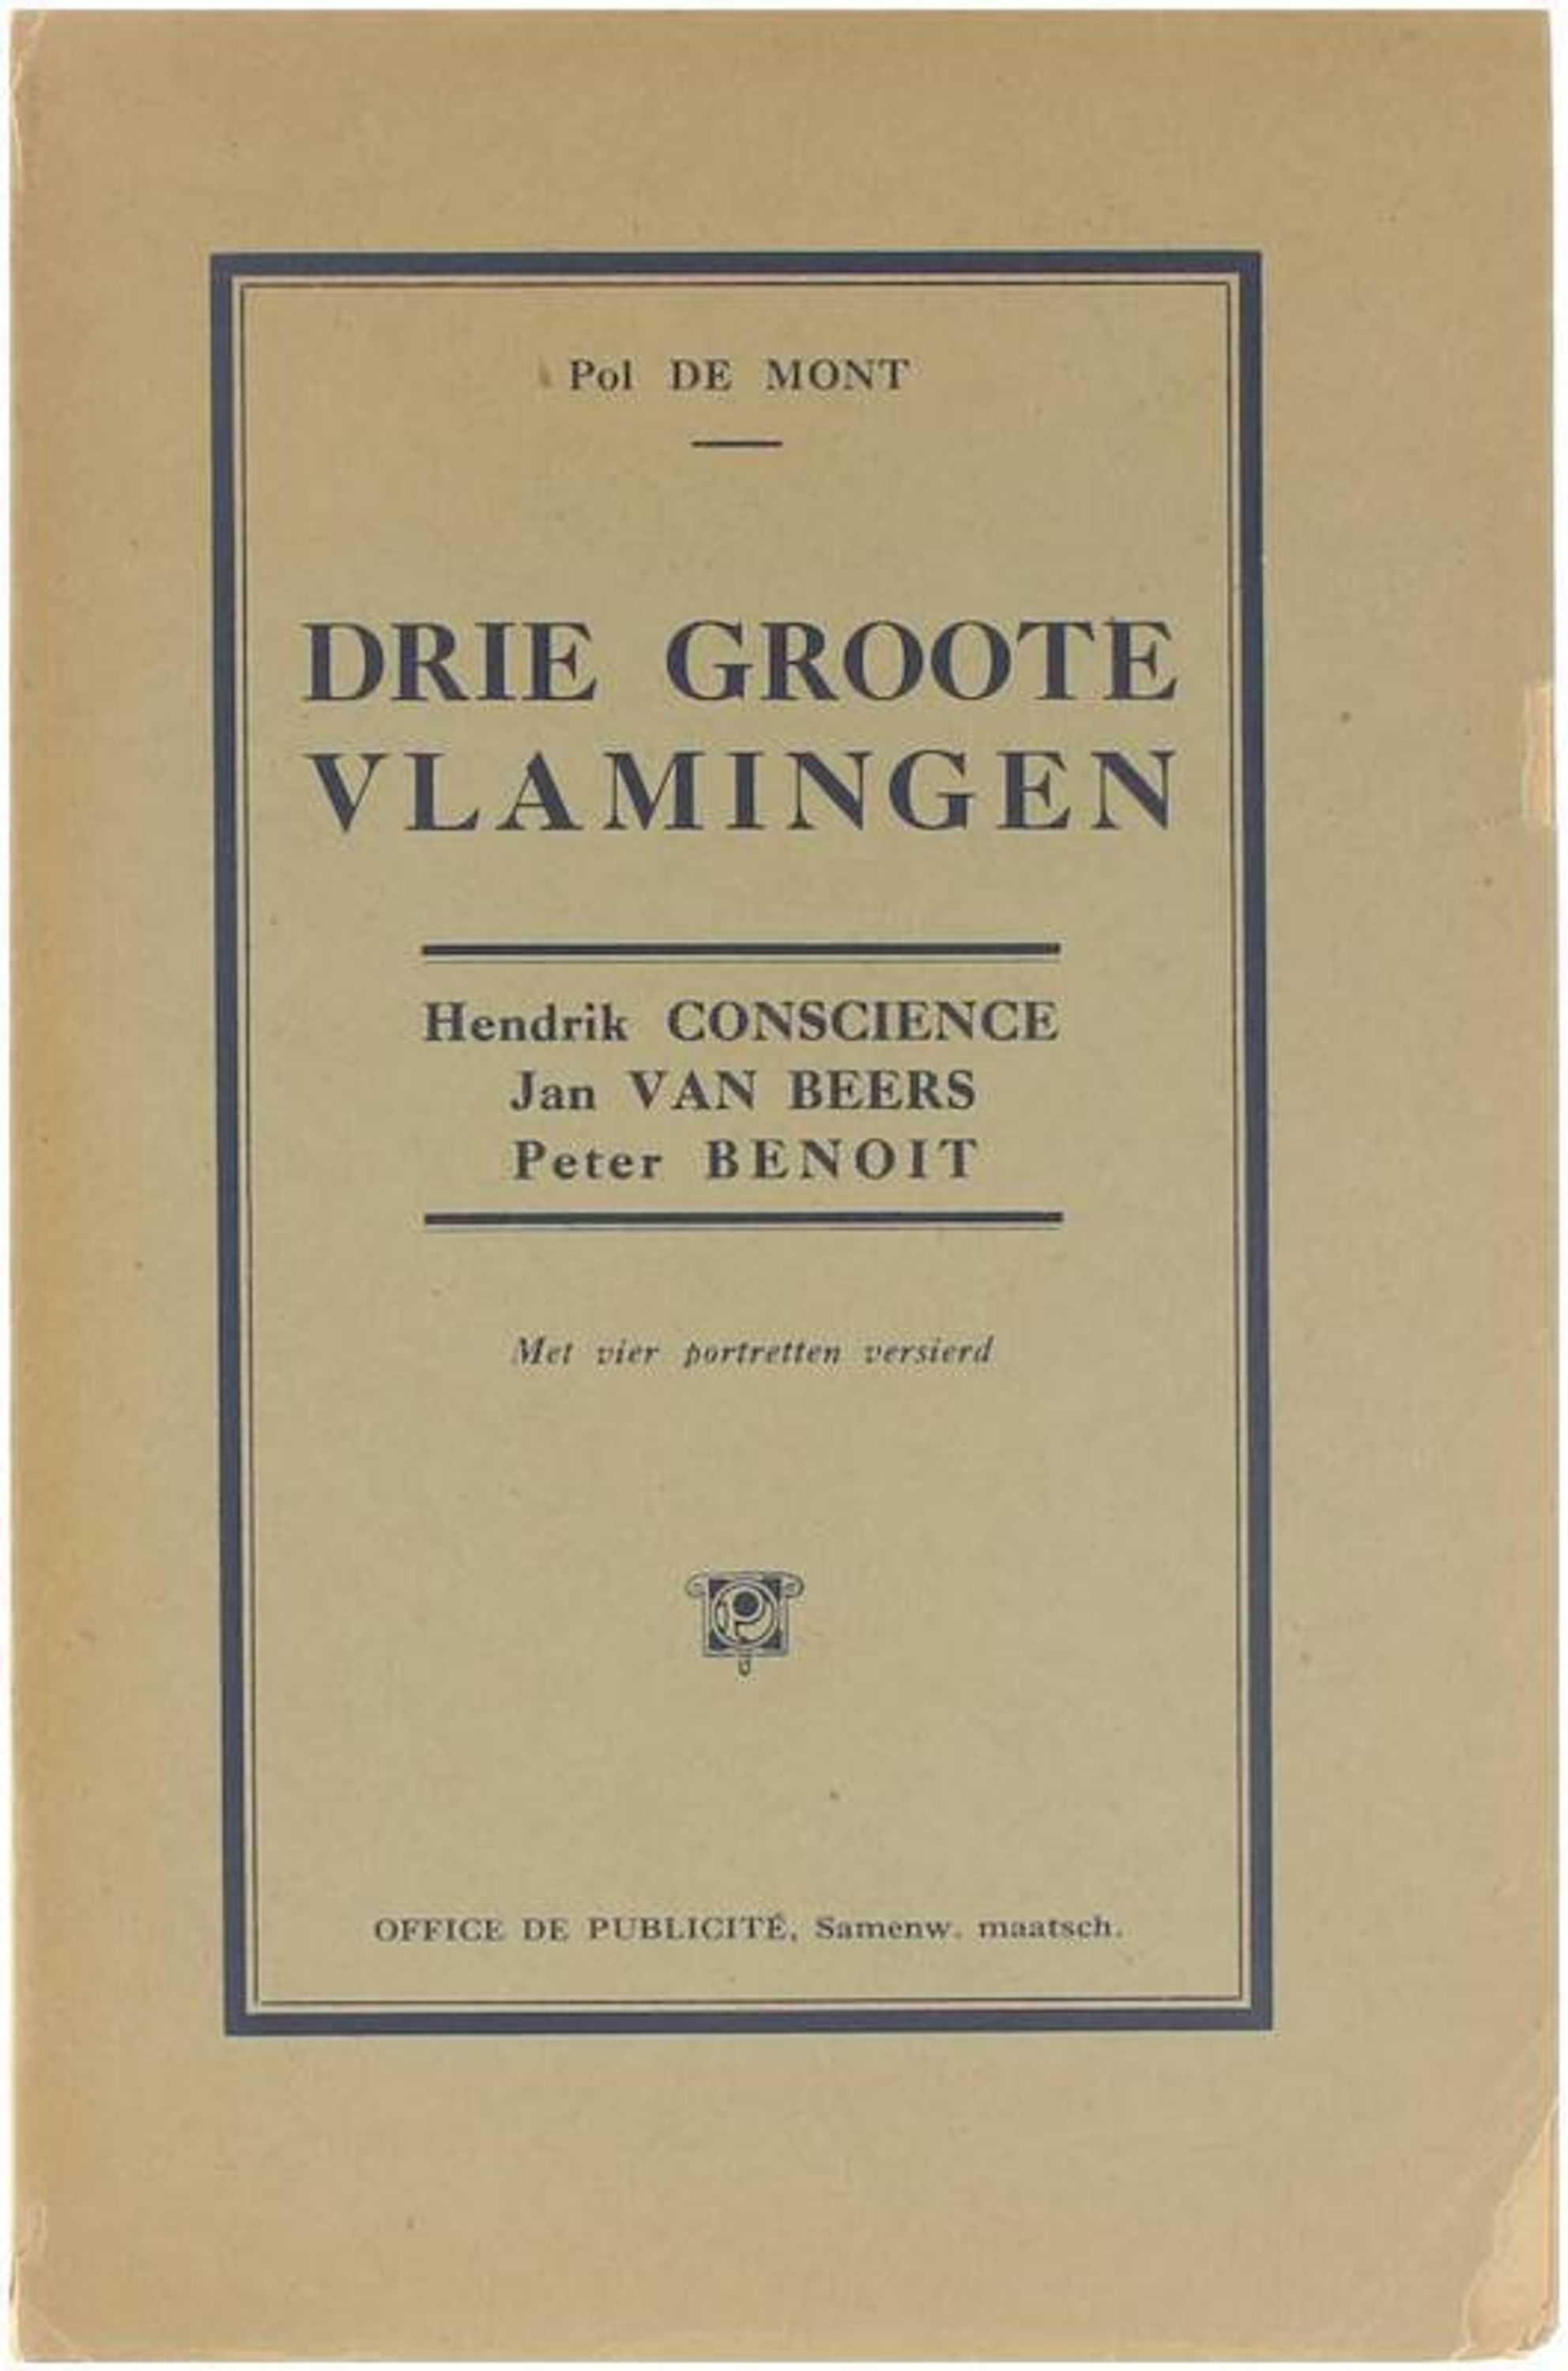 Pol DE MONT
DRIE GROOTE
VLAMINGEN
Hendrik CONSCIENCE
Jan VAN BEERS
Peter BENOIT
Met vier portretten versierd
P
OFFICE DE PUBLICITÉ, Samenw. maatsch.